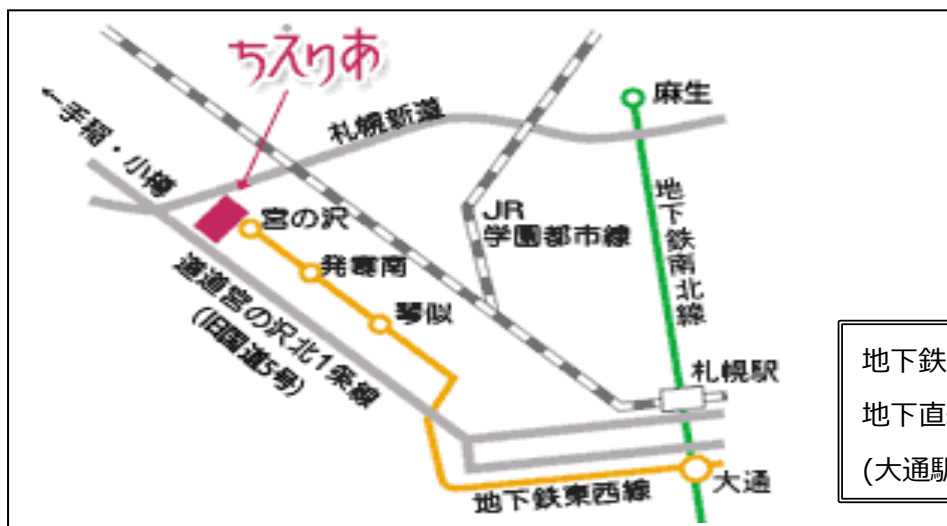 ちえりあ
←手稲・小樽
札幌新道
麻生
宮の沢
JR
学園都市線
地下鉄南北線
発寒南
琴似
道道宮の沢北1条線
(旧国道5号)
札幌駅
大通
地下鉄東西線
地下鉄
地下直
(大通駅